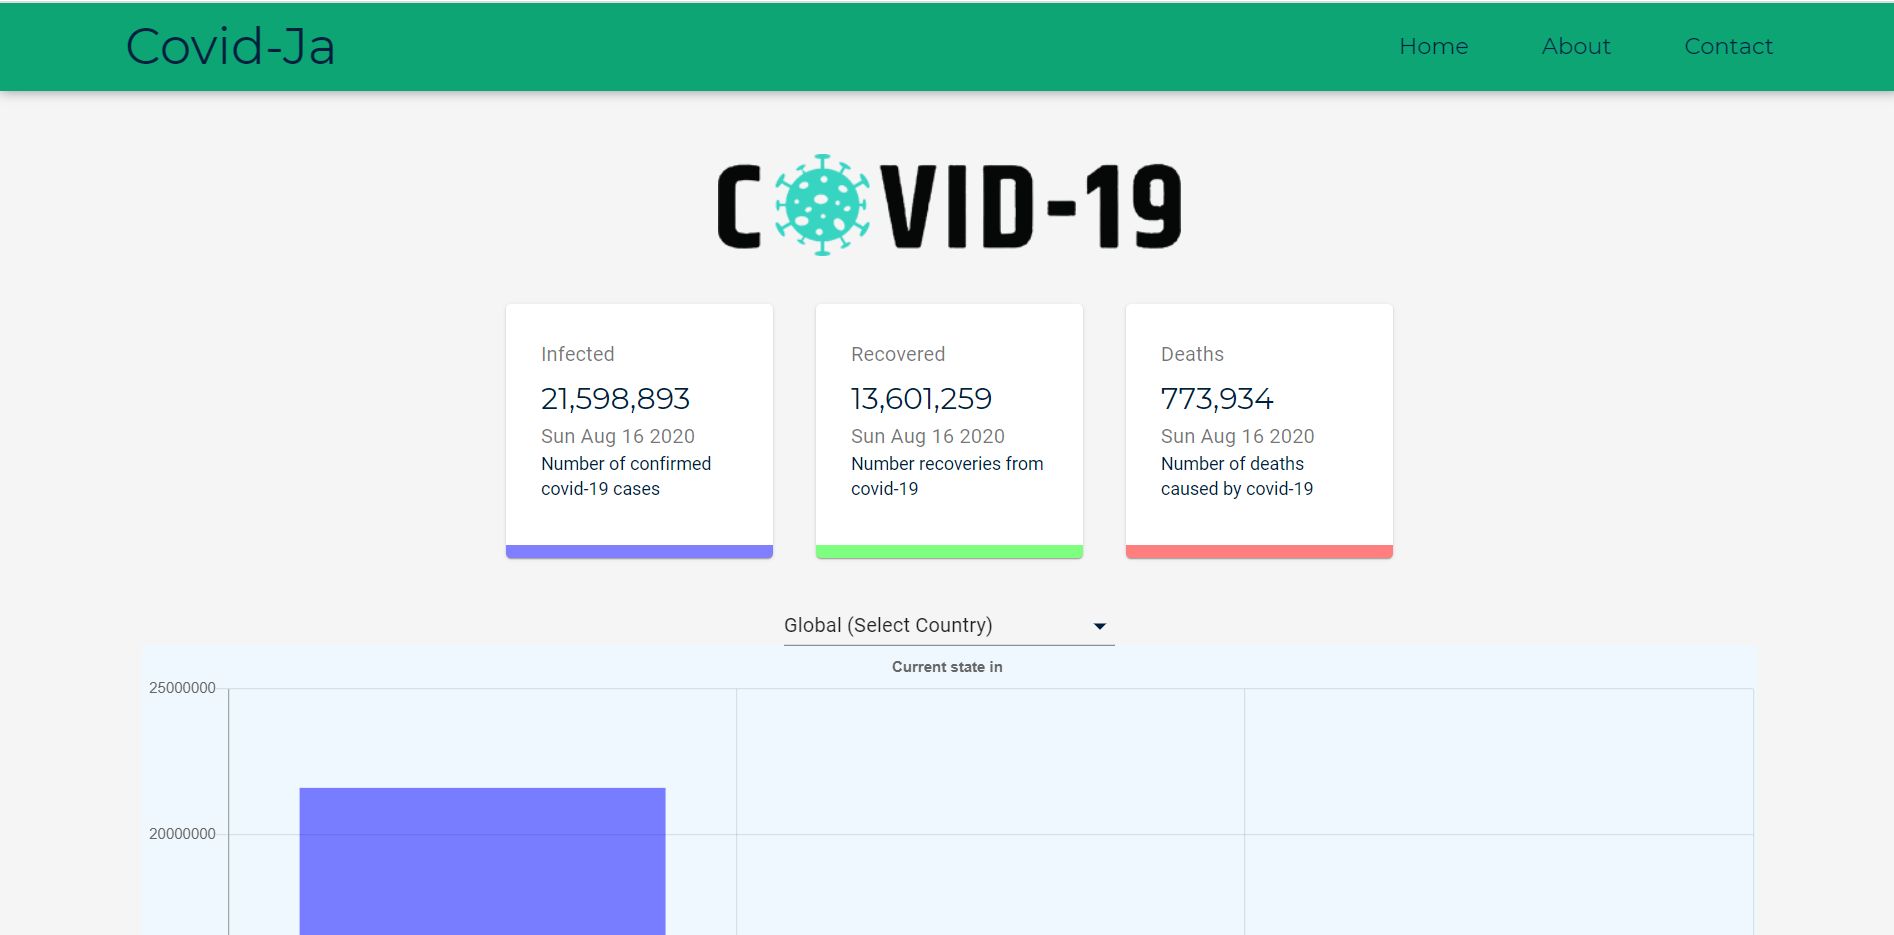 Covid-Ja
Home About Contact
COVID-19
Infected
21,598,893
Sun Aug 16 2020
Number of confirmed
covid-19 cases
Recovered
13,601,259
Sun Aug 16 2020
Number recoveries from
covid-19
Deaths
773,934
Sun Aug 16 2020
Number of deaths
caused by covid-19
Global (Select Country)
Current state in
25000000
20000000